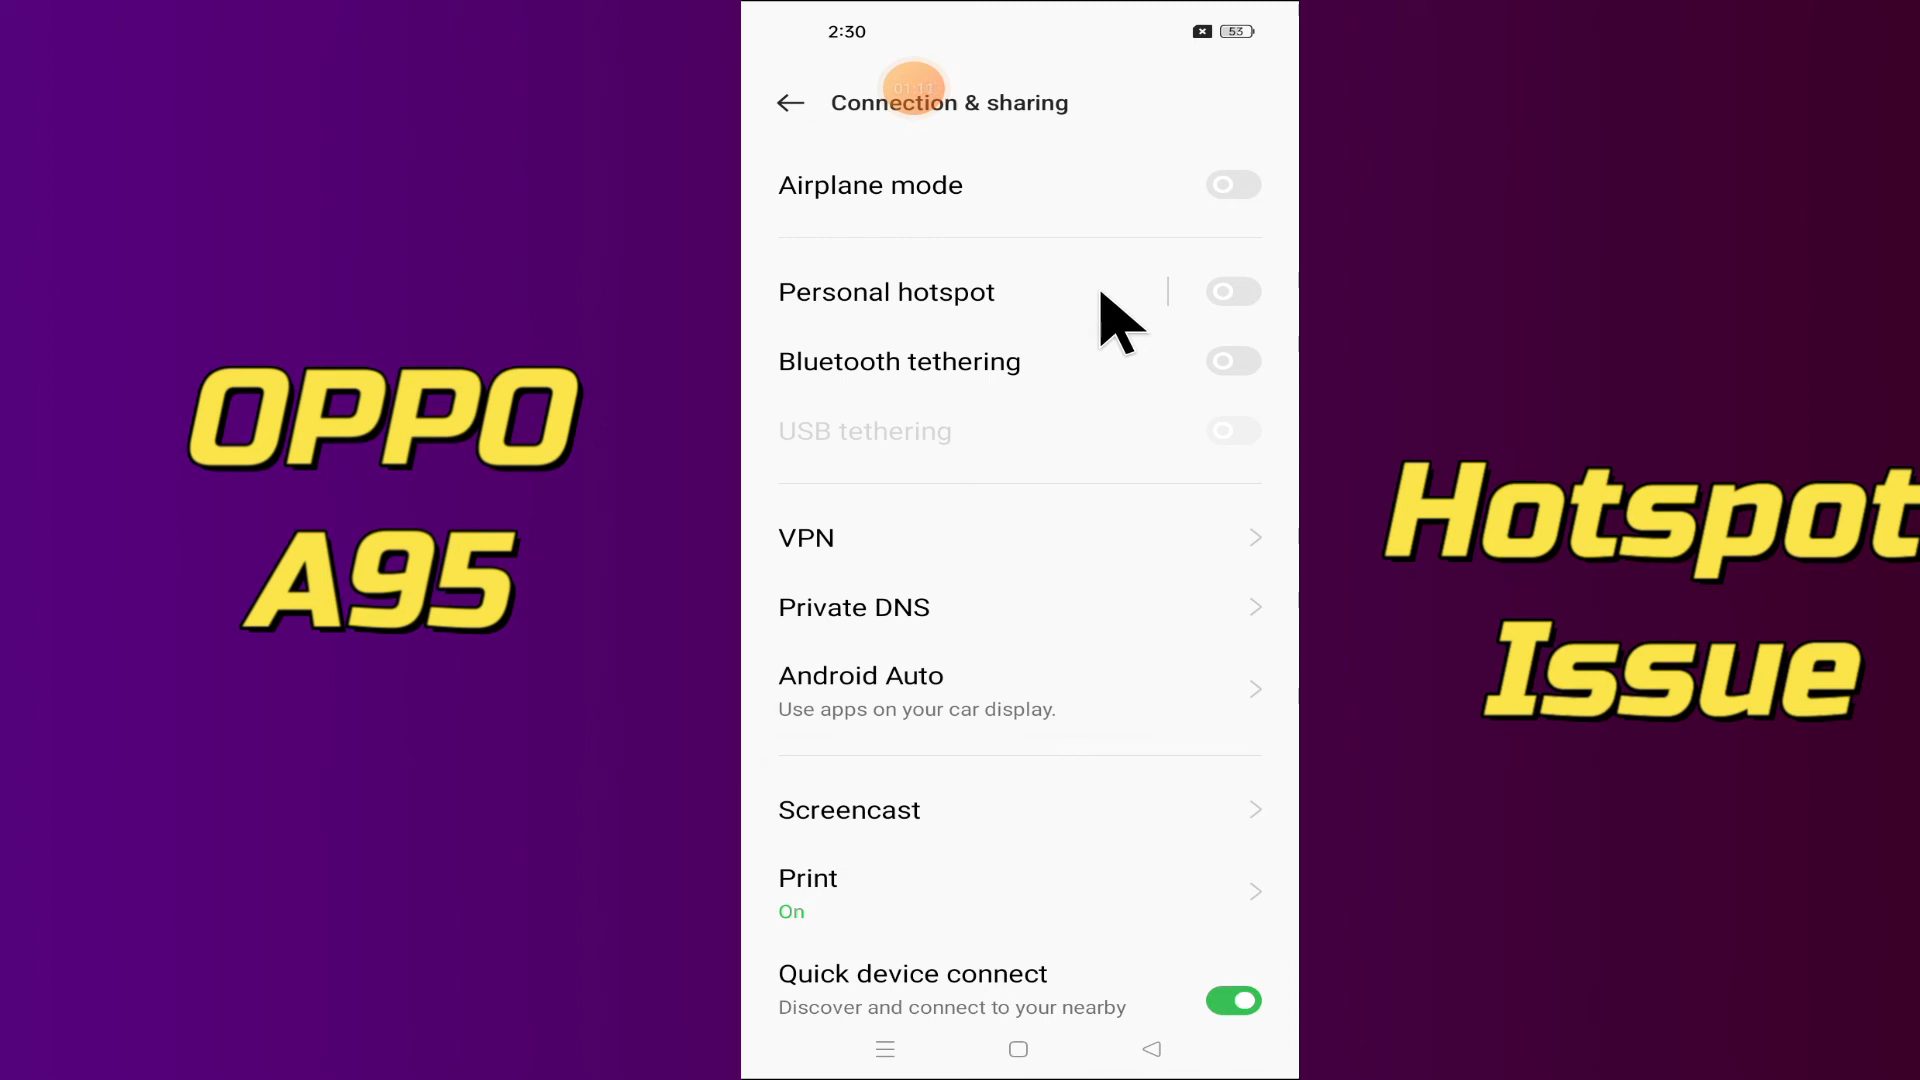 2:30
53
01:11
Connection & sharing
Airplane mode
Personal hotspot
Bluetooth tethering
USB tethering
VPN
Private DNS
Android Auto
Use apps on your car display.
Screencast
Print
On
Quick device connect
Discover and connect to your nearby
OPPO
A95
Hotspot
Issue